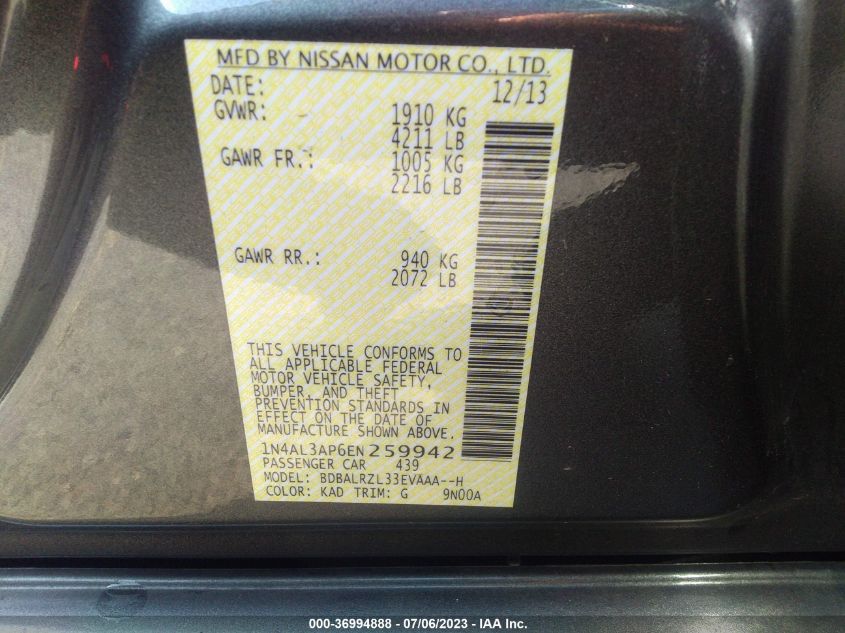 MFD BY NISSAN MOTOR CO., LTD.
DATE: 12/13
GVWR: 1910 KG
4211 LB
GAWR FR.: 1005 KG
2216 LB
GAWR RR.: 940 KG
2072 LB
THIS VEHICLE CONFORMS TO
ALL APPLICABLE FEDERAL
MOTOR VEHICLE SAFETY,
BUMPER, AND THEFT
PREVENTION STANDARDS IN
EFFECT ON THE DATE OF
MANUFACTURE SHOWN ABOVE.
1N4AL3AP6EN259942
PASSENGER CAR 439
MODEL: BDBALRZL33EVAAA--H
COLOR: KAD TRIM: G 9N00A
000-36994888 - 07/06/2023 - IAA Inc.